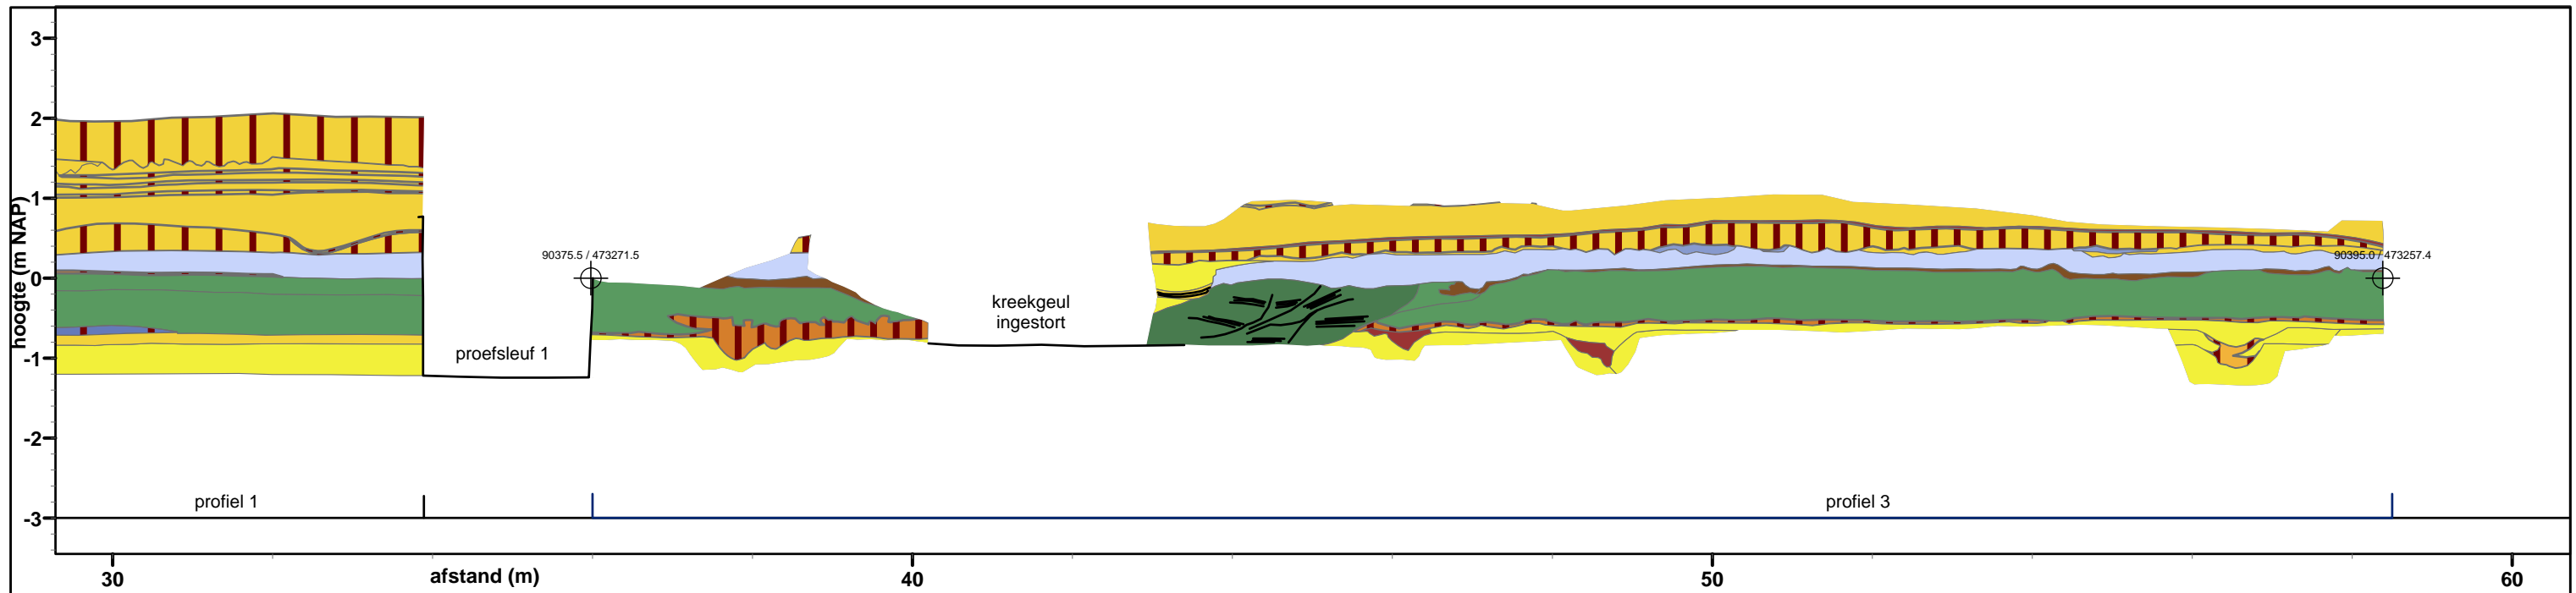 3
2
1
0
-1
-2
-3
hoogte (m NAP)
90375.5 / 473271.5
90395.0 / 473257.4
kreekgeul
ingestort
proefsleuf 1
profiel 1
profiel 3
30
afstand (m)
40
50
60